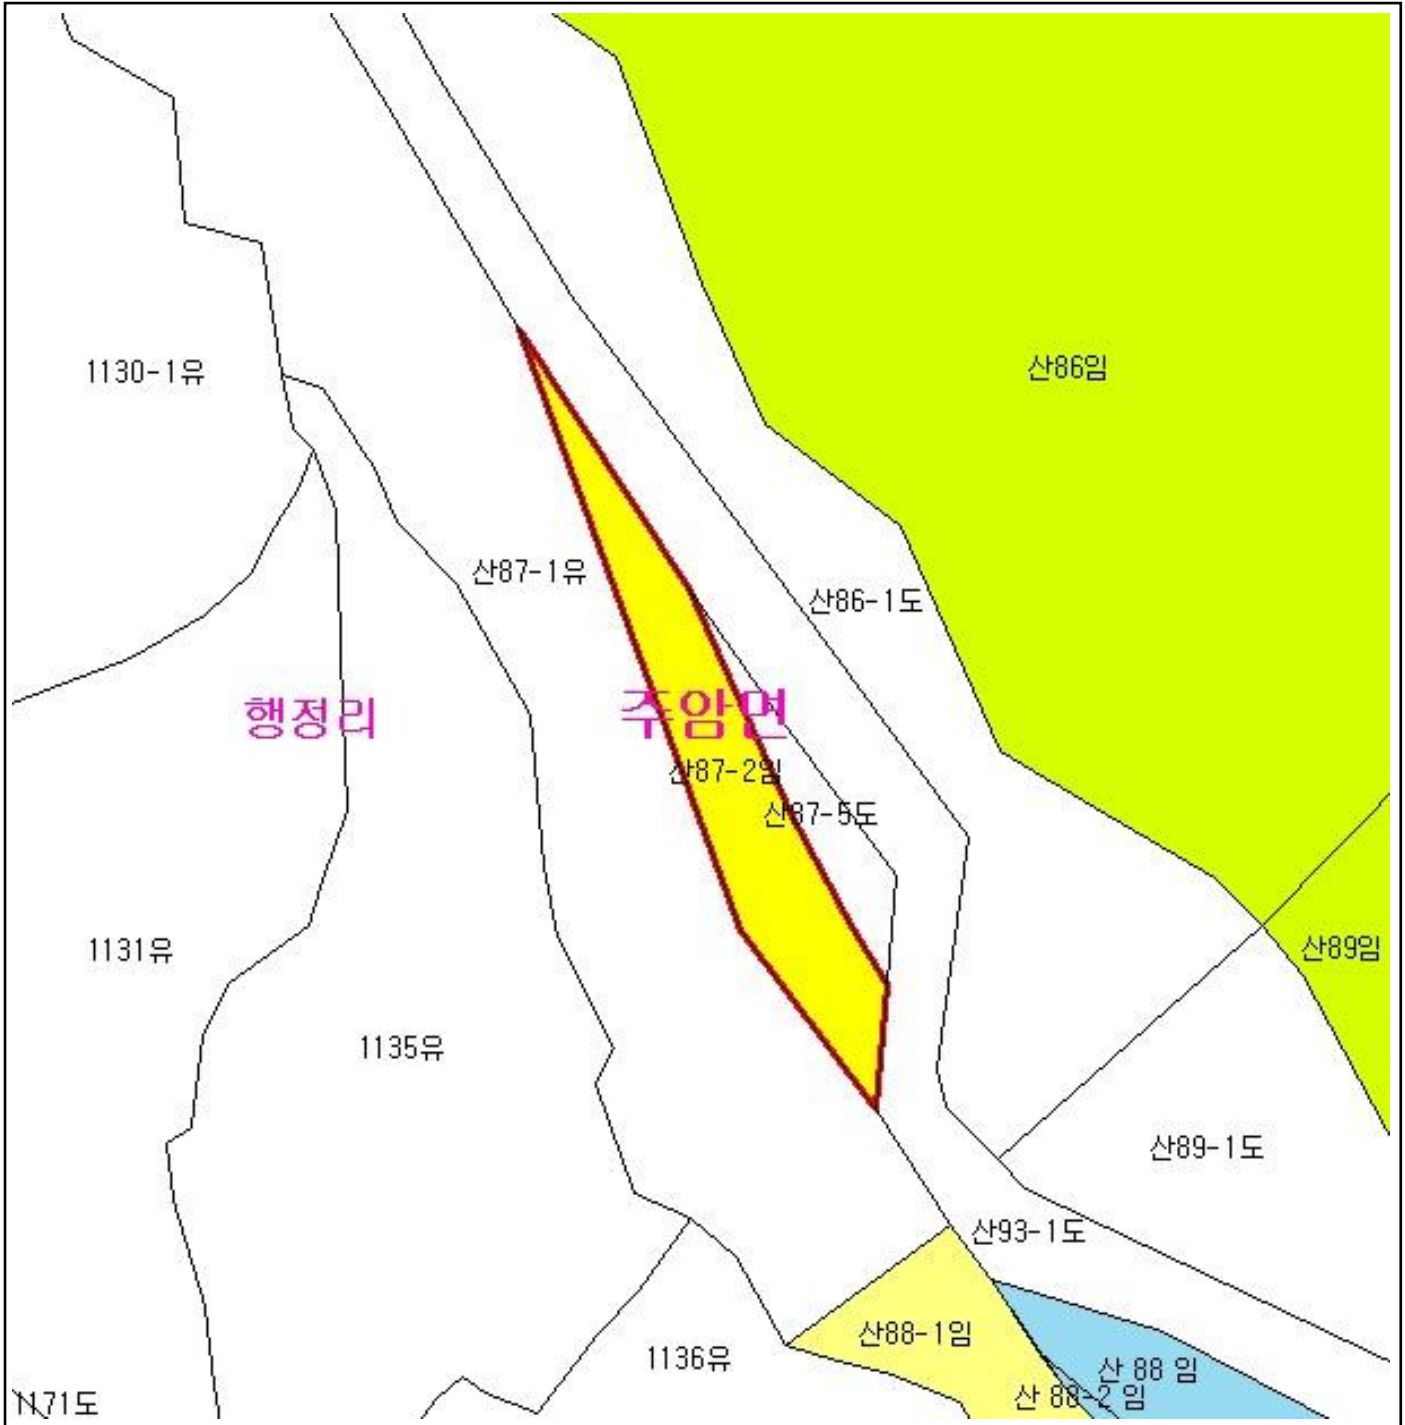 산86임
1130-1유
산87-1유
산86-1도
행정리
주암면
산87-2임
산87-5도
1131유
산89임
1135유
산89-1도
산93-1도
산88-1임
1136유
산 88 임
산 88-2 임
71도